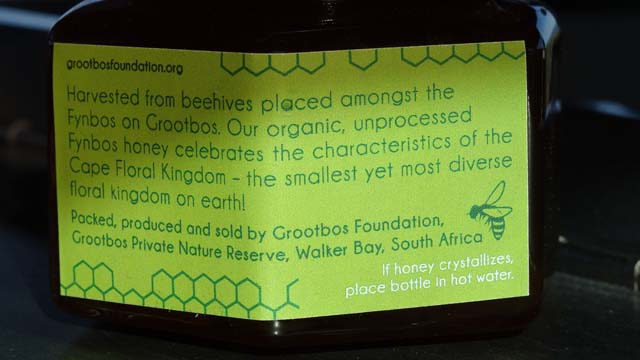 grootbosfoundation.org
Harvested from beehives placed amongst the
Fynbos on Grootbos. Our organic, unprocessed
Fynbos honey celebrates the characteristics of the
Cape Floral Kingdom – the smallest yet most diverse
floral kingdom on earth!
Packed, produced and sold by Grootbos Foundation,
Grootbos Private Nature Reserve, Walker Bay, South Africa
If honey crystallizes,
place bottle in hot water.